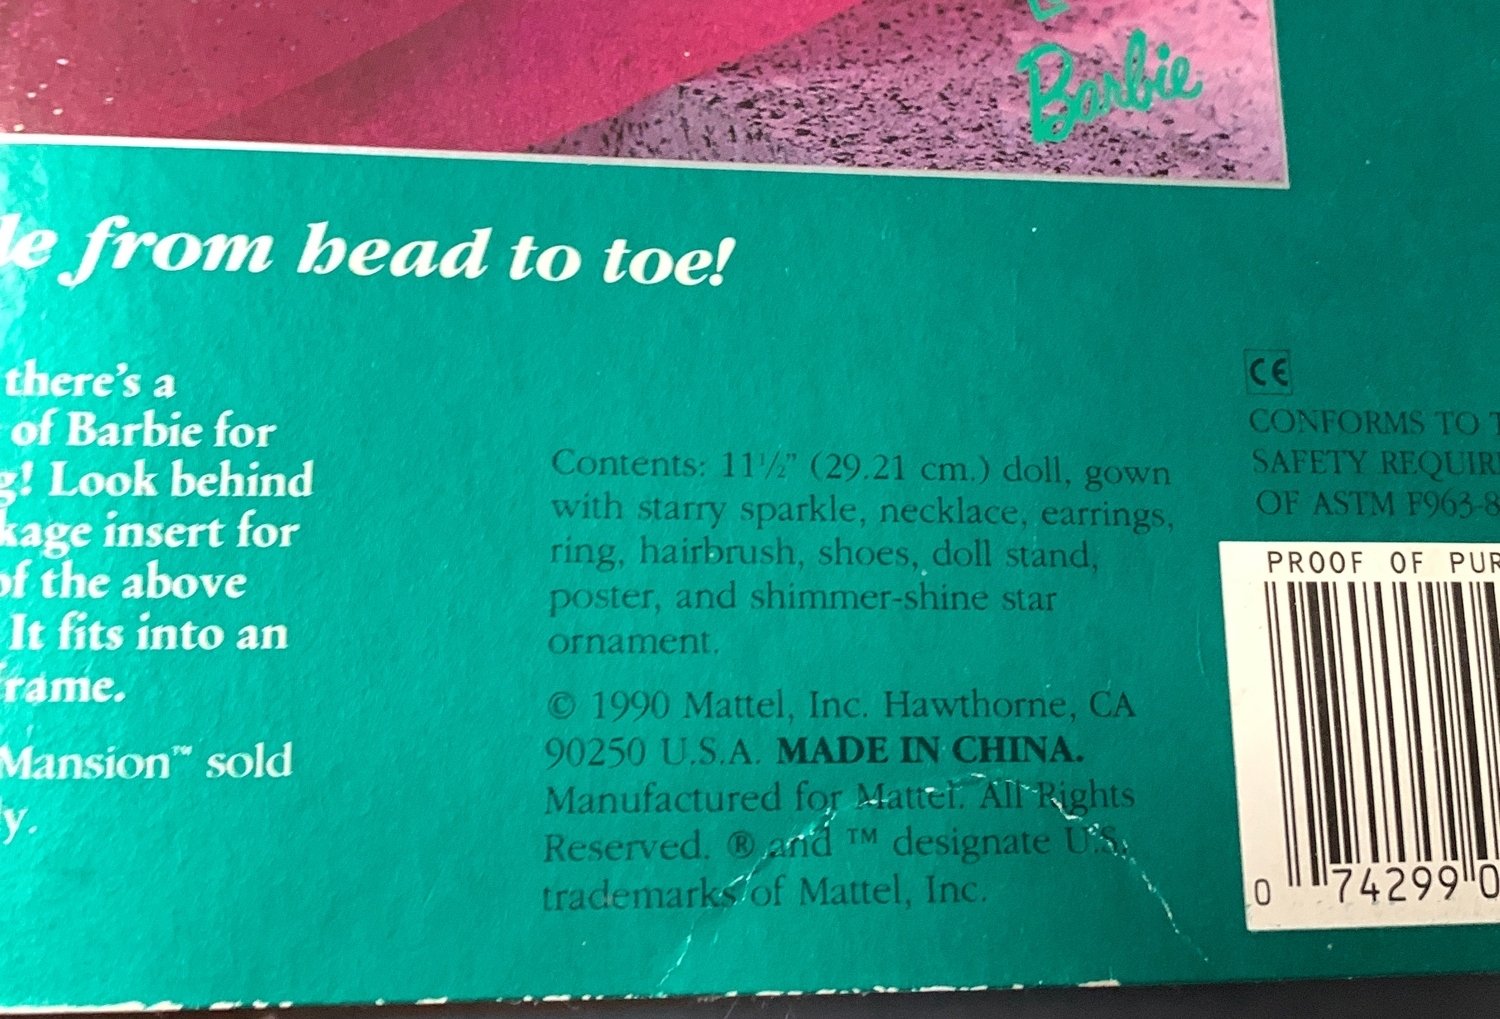 Barbie
from head to toe!
there's a
of Barbie for
! Look behind
insert for
of the above
It fits into an
Mansion™ sold
Contents: 11½" (29.21 cm.) doll, gown
with starry sparkle, necklace, earrings,
ring, hairbrush, shoes, doll stand,
poster, and shimmer-shine star
ornament.
© 1990 Mattel, Inc. Hawthorne, CA
90250 U.S.A. MADE IN CHINA.
Manufactured for Mattel. All Rights
Reserved. ® and ™ designate U.S.
trademarks of Mattel, Inc.
CE
CONFORMS TO
SAFETY
OF ASTM F963-8
PROOF OF PUR
0 74299 0